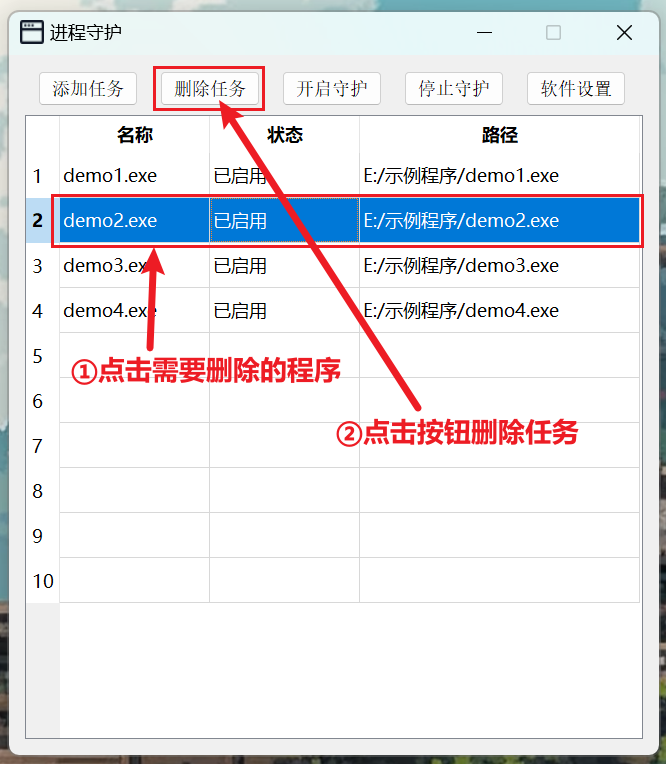 进程守护
添加任务 删除任务 开启守护 停止守护 软件设置
名称 状态 路径
1 demo1.exe 已启用 E:/示例程序/demo1.exe
2 demo2.exe 已启用 E:/示例程序/demo2.exe
3 demo3.exe 已启用 E:/示例程序/demo3.exe
4 demo4.exe 已启用 E:/示例程序/demo4.exe
5
①点击需要删除的程序
6
②点击按钮删除任务
7
8
9
10